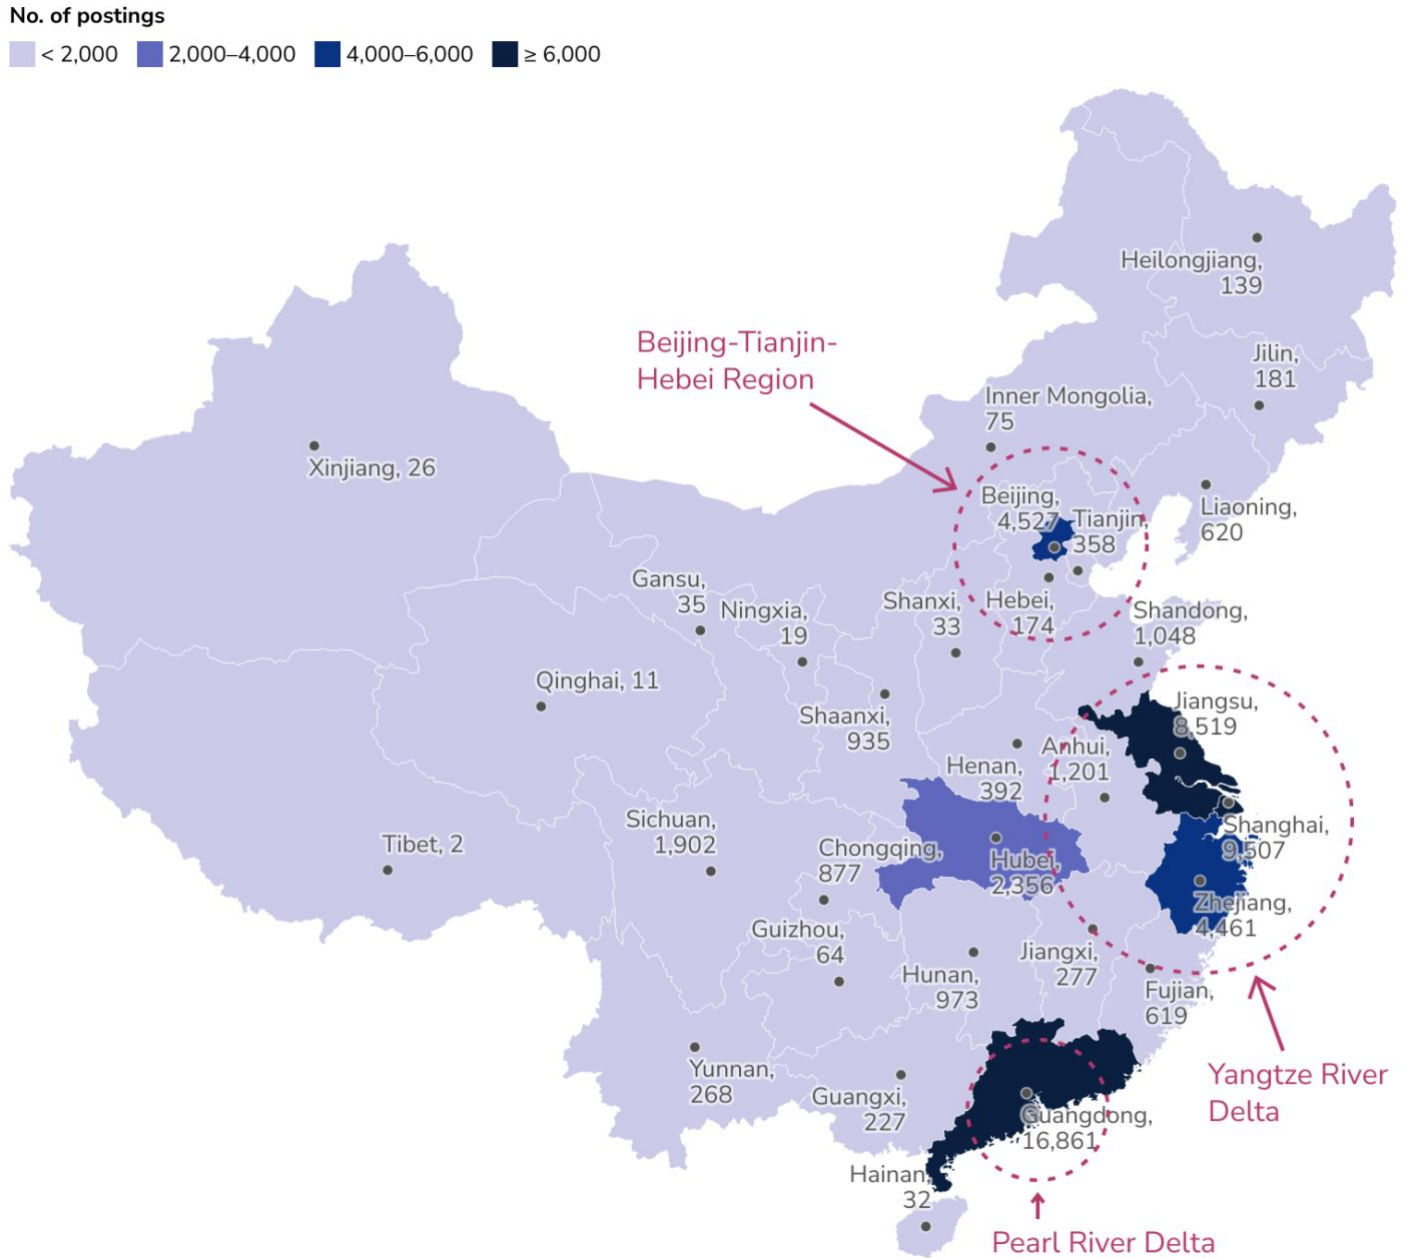 No. of postings
< 2,000 2,000–4,000 4,000–6,000 ≥ 6,000
Heilongjiang,
139
Beijing-Tianjin-
Hebei Region
Jilin,
181
Inner Mongolia,
75
Xinjiang, 26
Beijing,
4,527
Tianjin,
358
Liaoning,
620
Gansu,
35
Ningxia,
19
Shanxi,
33
Hebei,
174
Shandong,
1,048
Qinghai, 11
Shaanxi,
935
Jiangsu,
8,519
Henan,
392
Anhui,
1,201
Sichuan,
1,902
Tibet, 2
Chongqing,
877
Hubei,
2,356
Shanghai,
9,507
Zhejiang,
4,461
Guizhou,
64
Hunan,
973
Jiangxi,
277
Fujian,
619
Yunnan,
268
Guangxi,
227
Guangdong,
16,861
Yangtze River
Delta
Hainan,
32
Pearl River Delta